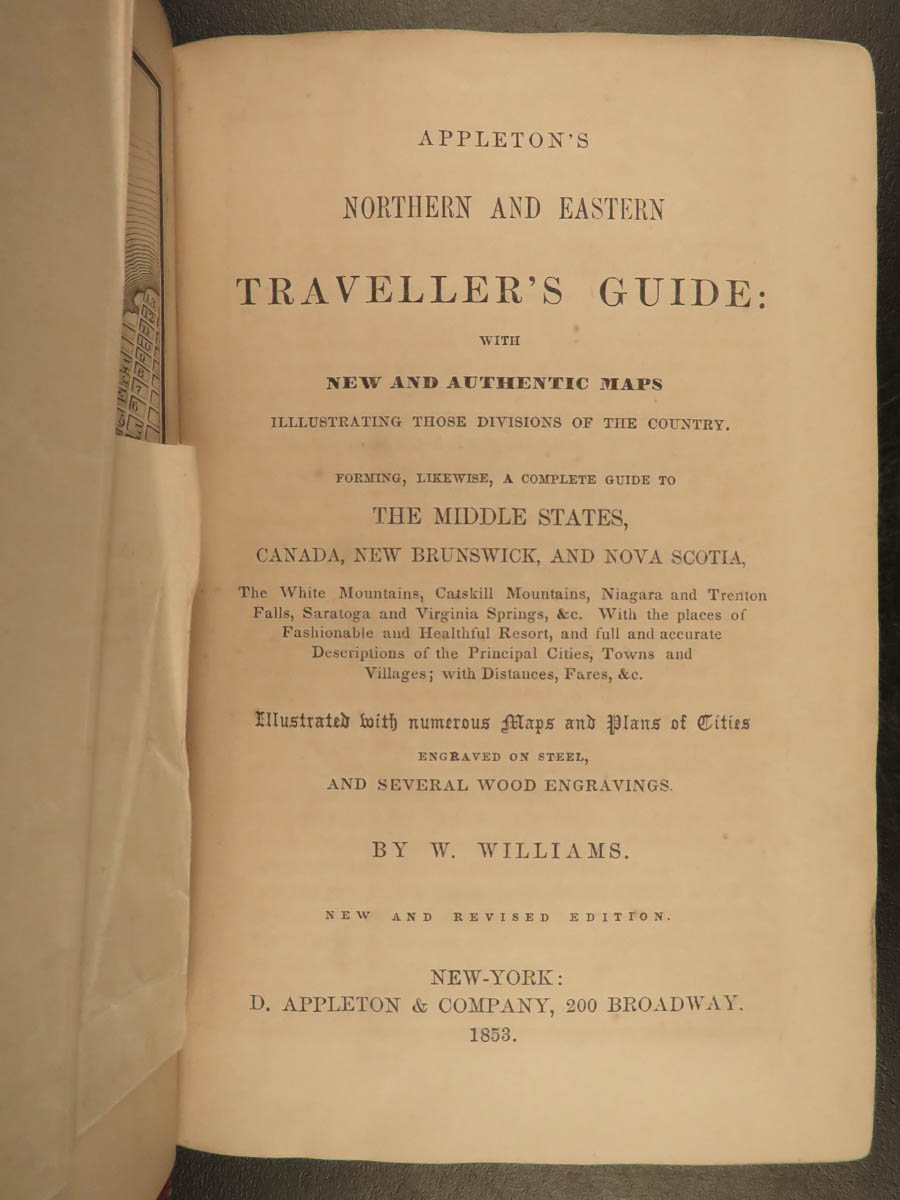 APPLETON'S
NORTHERN AND EASTERN
TRAVELLER'S GUIDE:
WITH
NEW AND AUTHENTIC MAPS
ILLLUSTRATING THOSE DIVISIONS OF THE COUNTRY.
FORMING, LIKEWISE, A COMPLETE GUIDE TO
THE MIDDLE STATES,
CANADA, NEW BRUNSWICK, AND NOVA SCOTIA,
The White Mountains, Catskill Mountains, Niagara and Trenton
Falls, Saratoga and Virginia Springs, &c. With the places of
Fashionable and Healthful Resort, and full and accurate
Descriptions of the Principal Cities, Towns and
Villages; with Distances, Fares, &c.
Illustrated with numerous Maps and Plans of Cities
ENGRAVED ON STEEL,
AND SEVERAL WOOD ENGRAVINGS.
BY W. WILLIAMS.
NEW AND REVISED EDITION.
NEW-YORK:
D. APPLETON & COMPANY, 200 BROADWAY.
1853.